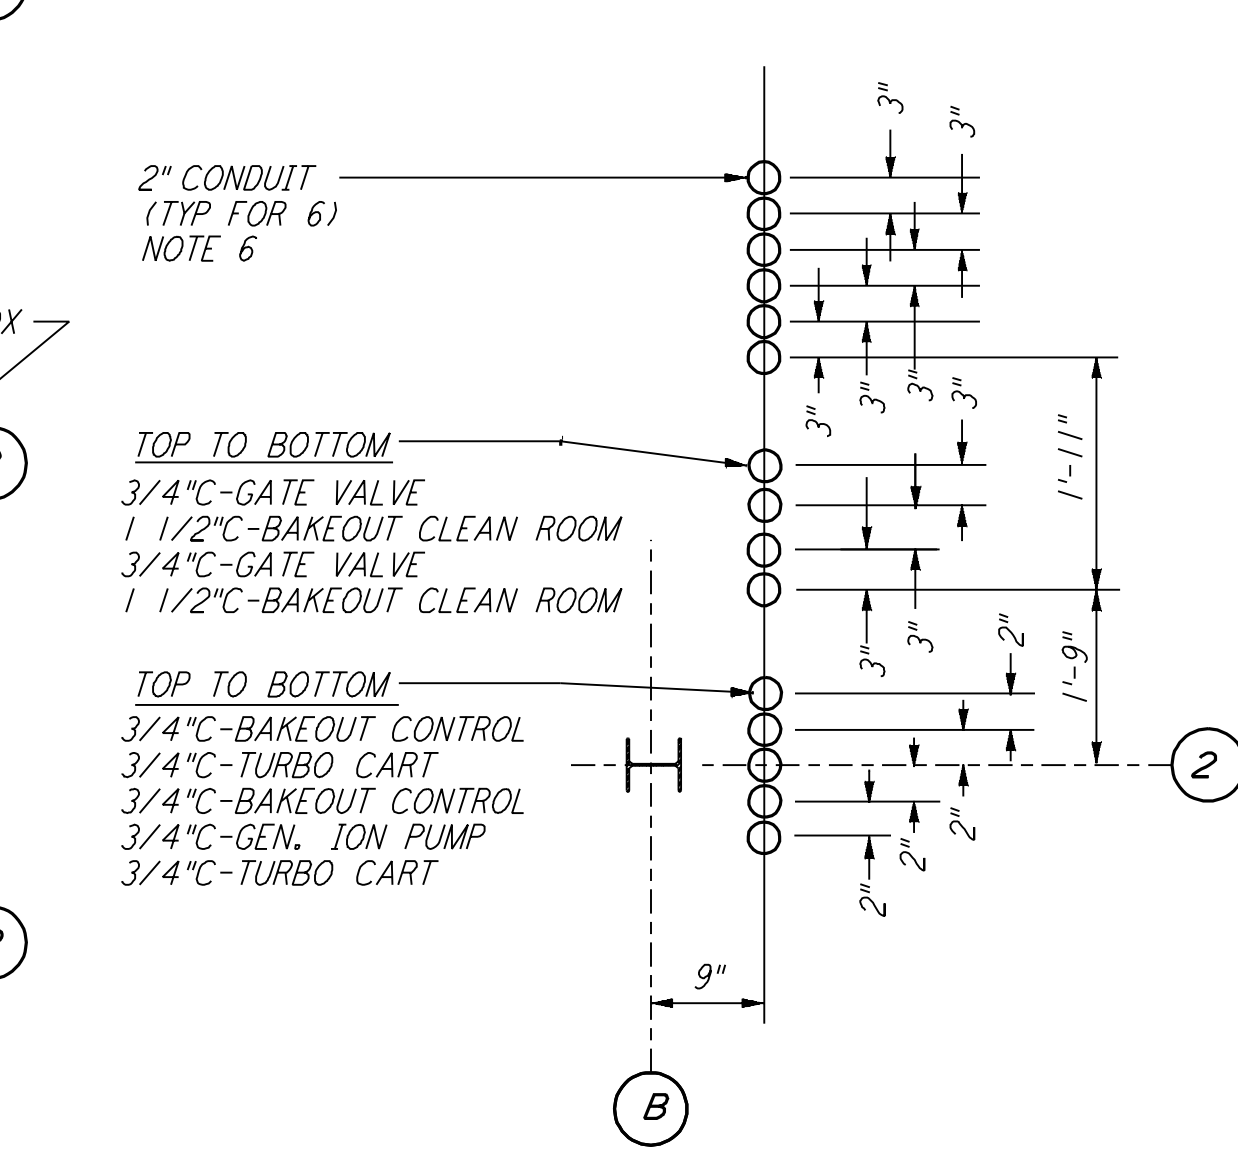 2" CONDUIT
(TYP FOR 6)
NOTE 6
TOP TO BOTTOM
3/4"C-GATE VALVE
1 1/2"C-BAKEOUT CLEAN ROOM
3/4"C-GATE VALVE
1 1/2"C-BAKEOUT CLEAN ROOM
TOP TO BOTTOM
3/4"C-BAKEOUT CONTROL
3/4"C-TURBO CART
3/4"C-BAKEOUT CONTROL
3/4"C-GEN. ION PUMP
3/4"C-TURBO CART
3"
3"
3"
3"
3"
3"
3"
3"
1'-11"
1'-9"
2"
2"
2"
2"
9"
2
B